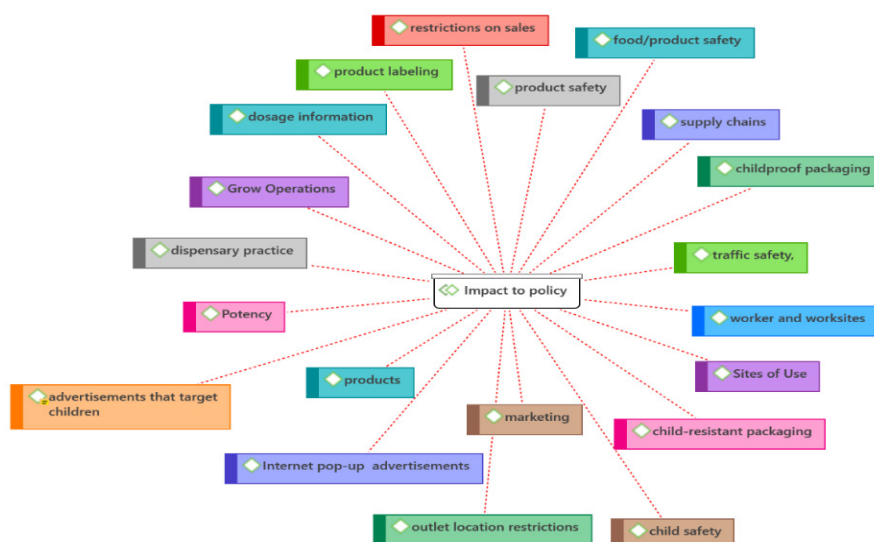 restrictions on sales
food/product safety
product labeling
product safety
dosage information
supply chains
childproof packaging
Grow Operations
dispensary practice
traffic safety,
Impact to policy
Potency
worker and worksites
Sites of Use
products
advertisements that target
children
marketing
child-resistant packaging
Internet pop-up advertisements
outlet location restrictions
child safety